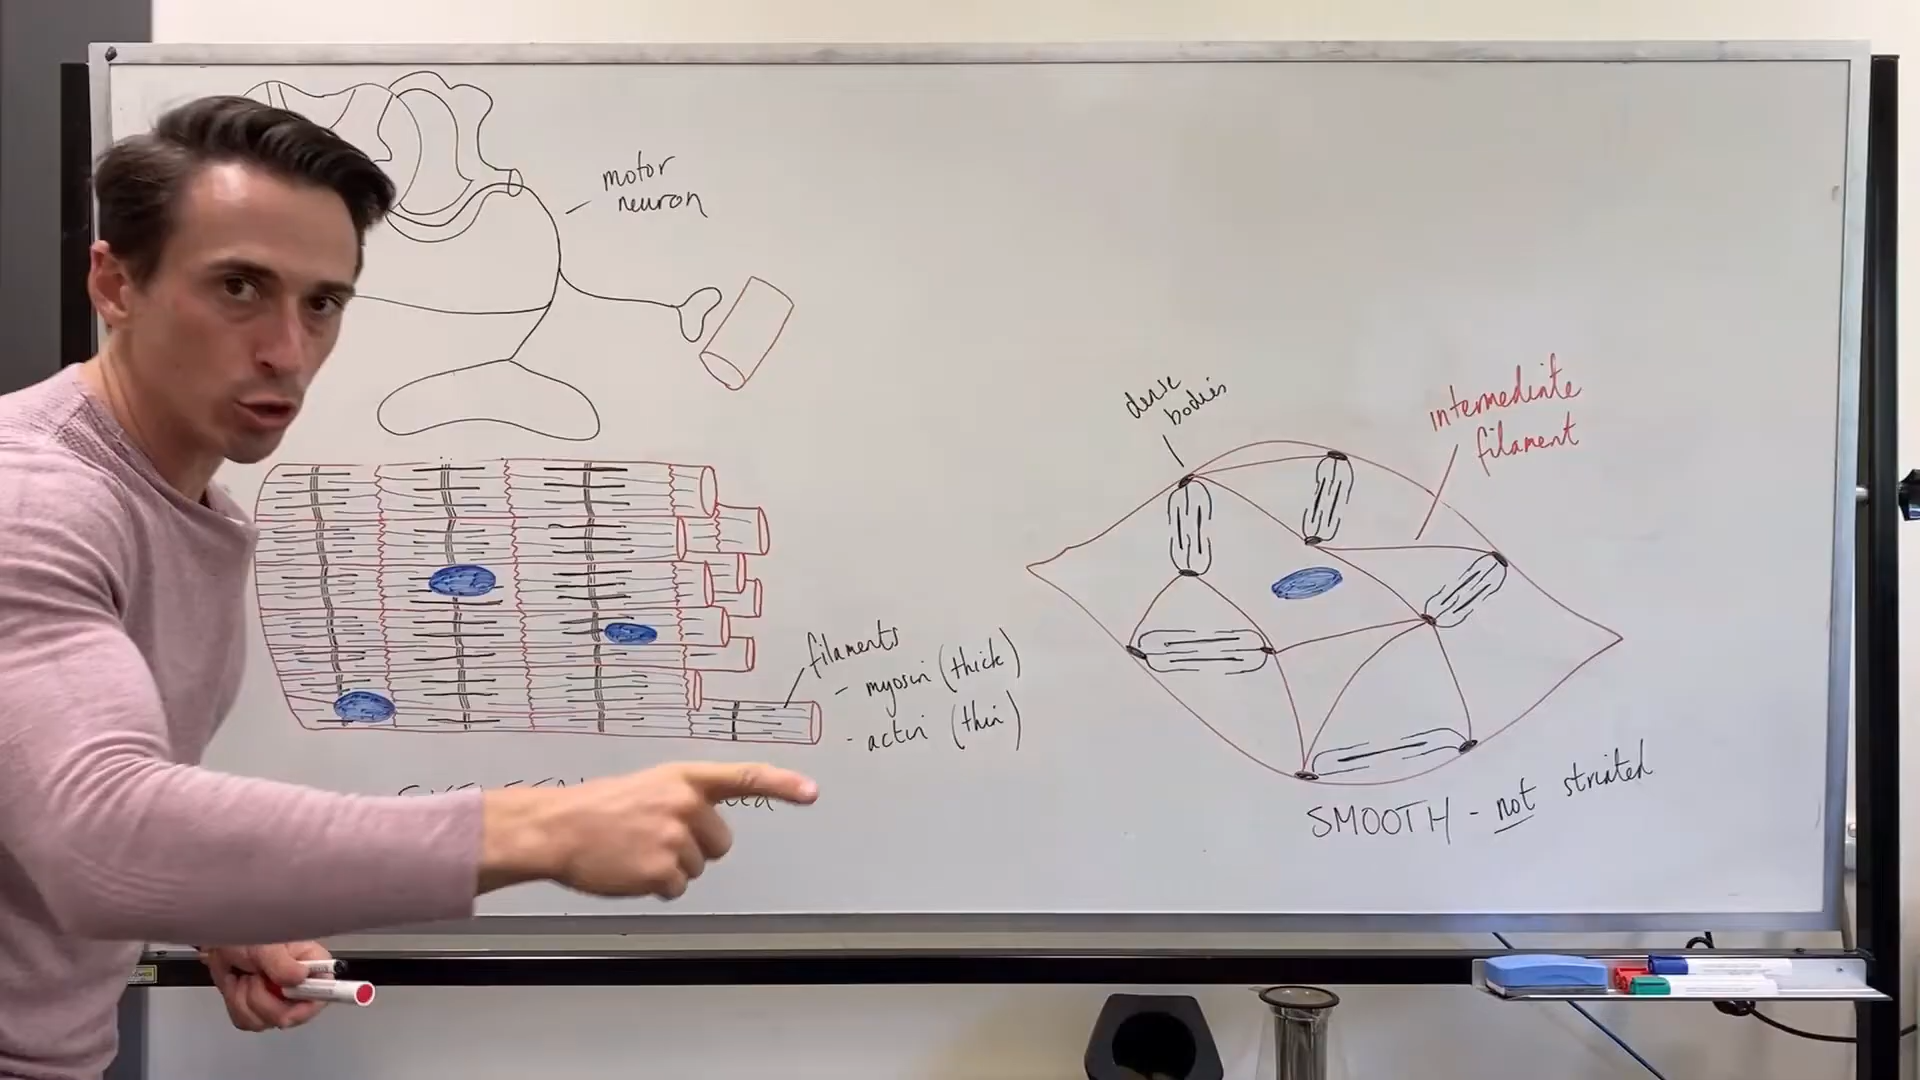 motor
neuron
dense
bodies
intermediate
filament
filaments
- myosin (thick)
- actin (thin)
SMOOTH - not striated